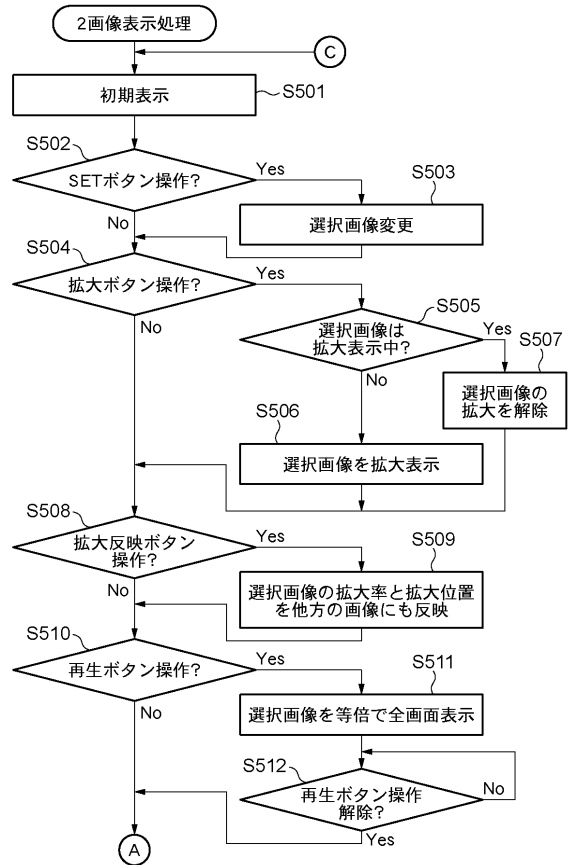 2画像表示処理
C
初期表示
S501
S502
SETボタン操作?
Yes
No
S503
選択画像変更
S504
拡大ボタン操作?
Yes
No
S505
選択画像は
拡大表示中?
Yes
No
S507
選択画像の
拡大を解除
S506
選択画像を拡大表示
S508
拡大反映ボタン
操作?
Yes
No
S509
選択画像の拡大率と拡大位置
を他方の画像にも反映
S510
再生ボタン操作?
Yes
No
S511
選択画像を等倍で全画面表示
S512
再生ボタン操作
解除?
No
Yes
A